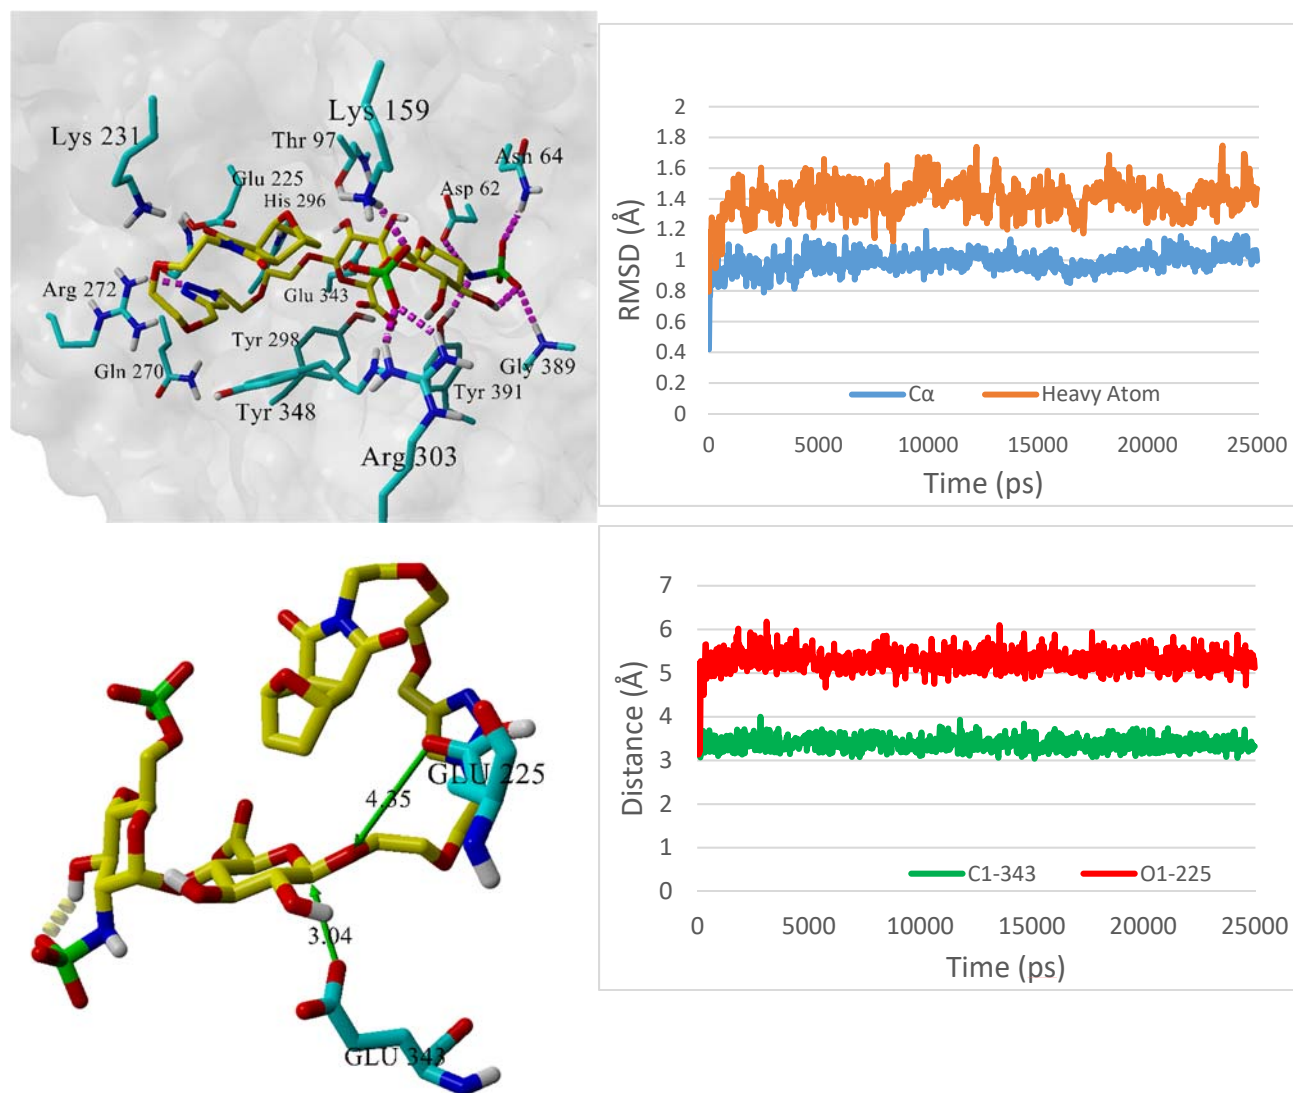 Lys 159
Lys 231
Thr 97
Asn 64
Glu 225
Asp 62
His 296
Arg 272
Glu 343
Tyr 298
Gly 389
Gln 270
Tyr 391
Tyr 348
Arg 303
2
1.8
1.6
1.4
1.2
1
0.8
0.6
0.4
0.2
0
RMSD (Å)
Cα
Heavy Atom
0 5000 10000 15000 20000 25000
Time (ps)
GLU 225
4.35
3.04
GLU 343
7
6
5
4
3
2
1
0
Distance (Å)
C1-343
O1-225
0 5000 10000 15000 20000 25000
Time (ps)